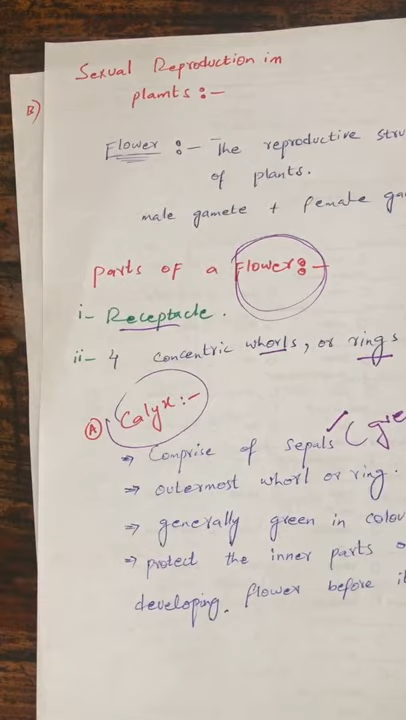 Sexual Reproduction in
plamts :-
B)
Flower :- The reproductive stru
of plants.
male gamete + female ga
parts of a Flower :-
i- Receptacle.
ii- 4 concentric whorls, or rings
(A) Calyx :-
⇒ Comprise of sepals (gre
⇒ outermost whorl or ring.
⇒ generally green in colou
⇒ protect the inner parts o
developing. flower before i